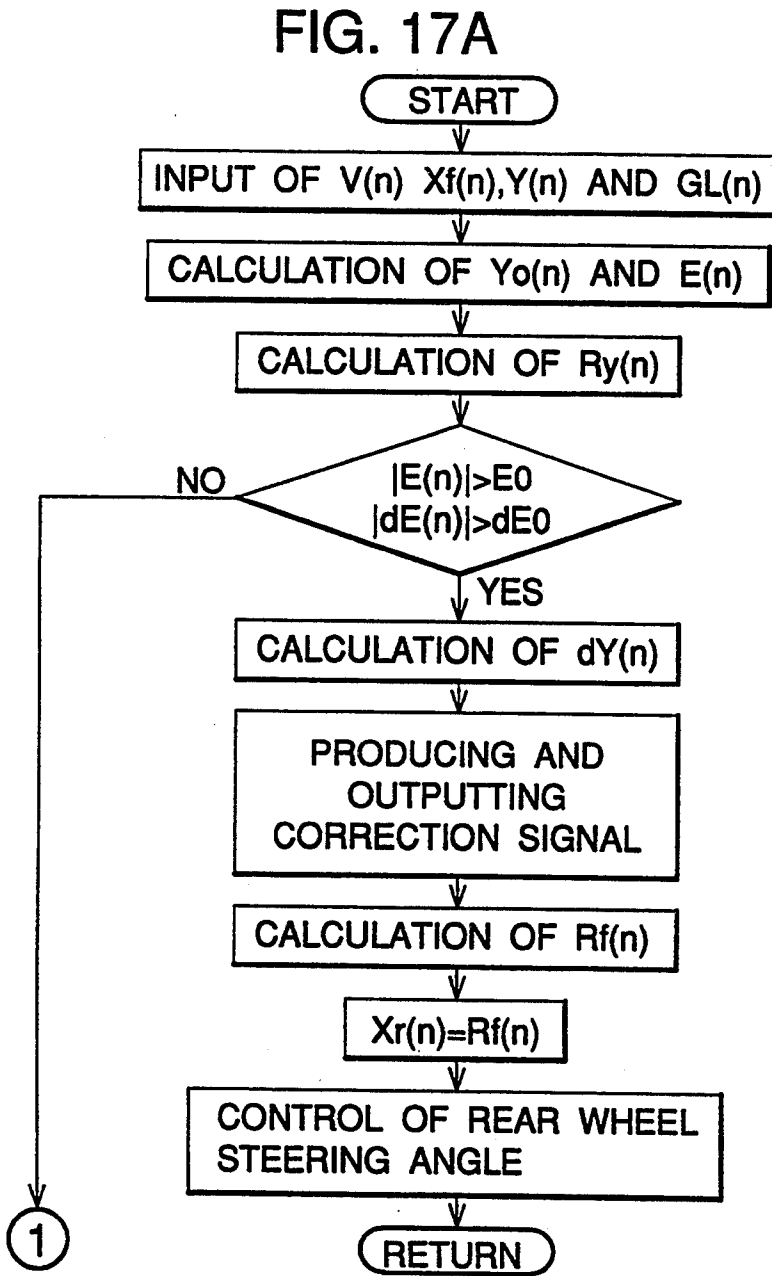 FIG. 17A
START
INPUT OF V(n) Xf(n),Y(n) AND GL(n)
CALCULATION OF Yo(n) AND E(n)
CALCULATION OF Ry(n)
|E(n)|>E0
|dE(n)|>dE0
NO
YES
CALCULATION OF dY(n)
PRODUCING AND
OUTPUTTING
CORRECTION SIGNAL
CALCULATION OF Rf(n)
Xr(n)=Rf(n)
CONTROL OF REAR WHEEL
STEERING ANGLE
1
RETURN